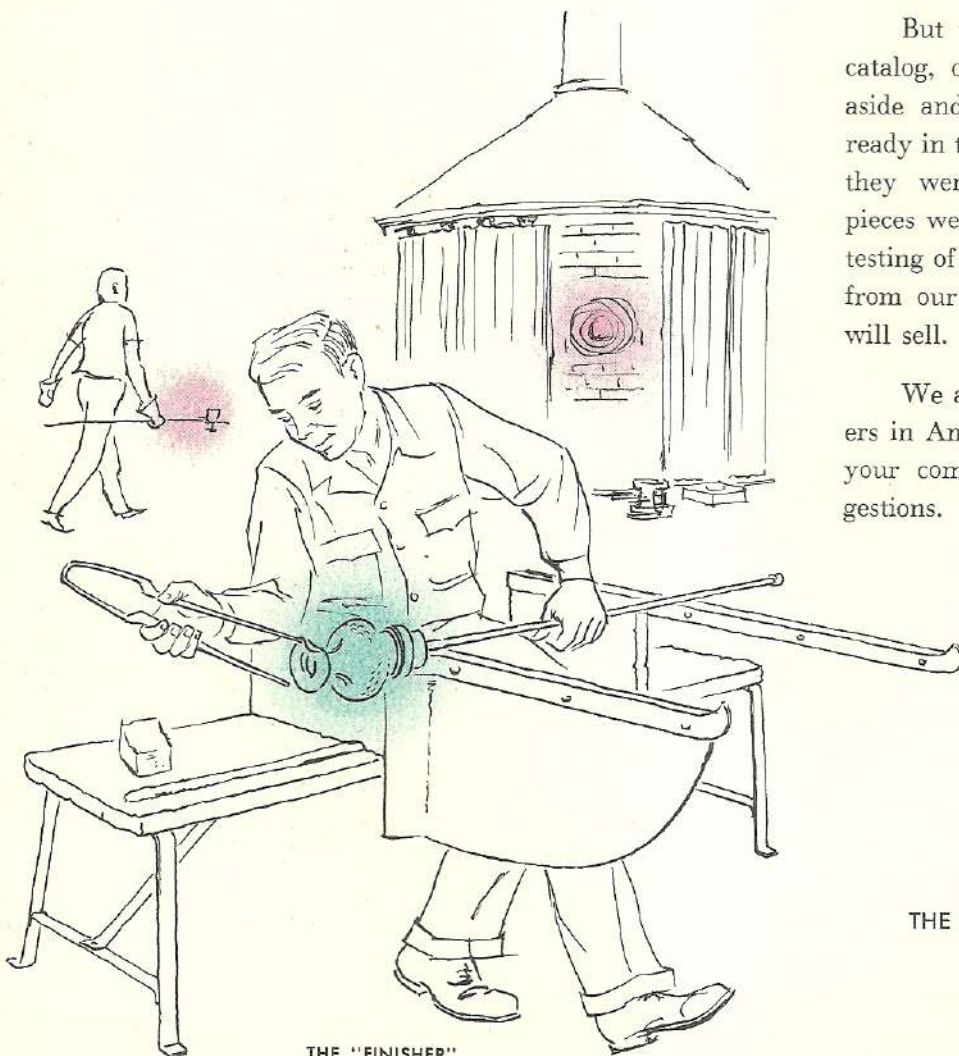 But
catalog, c
aside and
ready in t
they wer
pieces we
testing of
from our
will sell.
We a
ers in An
your com
gestions.
THE
THE "FINISHER"